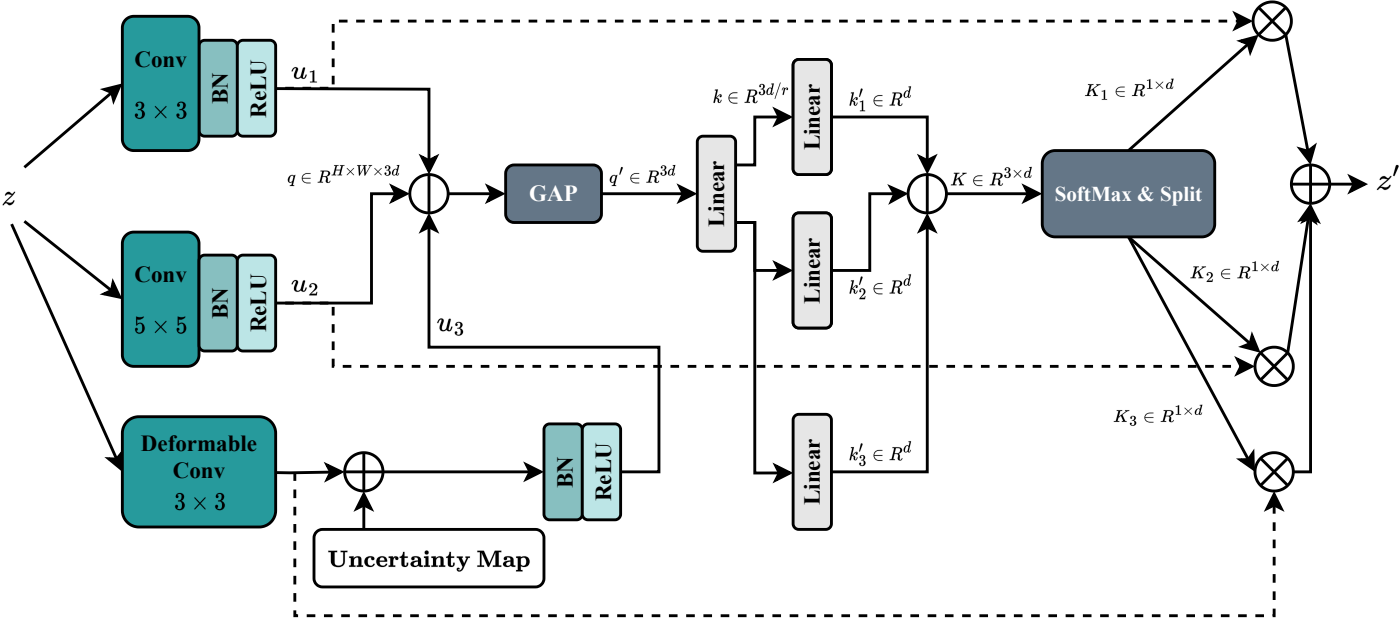 z
Conv
3 × 3
BN
ReLU
u₁
Conv
5 × 5
BN
ReLU
u₂
Deformable
Conv
3 × 3
Uncertainty Map
BN
ReLU
u₃
q ∈ R^{H×W×3d}
GAP
q′ ∈ R^{3d}
Linear
k ∈ R^{3d/r}
Linear
k′₁ ∈ R^d
Linear
k′₂ ∈ R^d
Linear
k′₃ ∈ R^d
K ∈ R^{3×d}
SoftMax & Split
K₁ ∈ R^{1×d}
K₂ ∈ R^{1×d}
K₃ ∈ R^{1×d}
z′